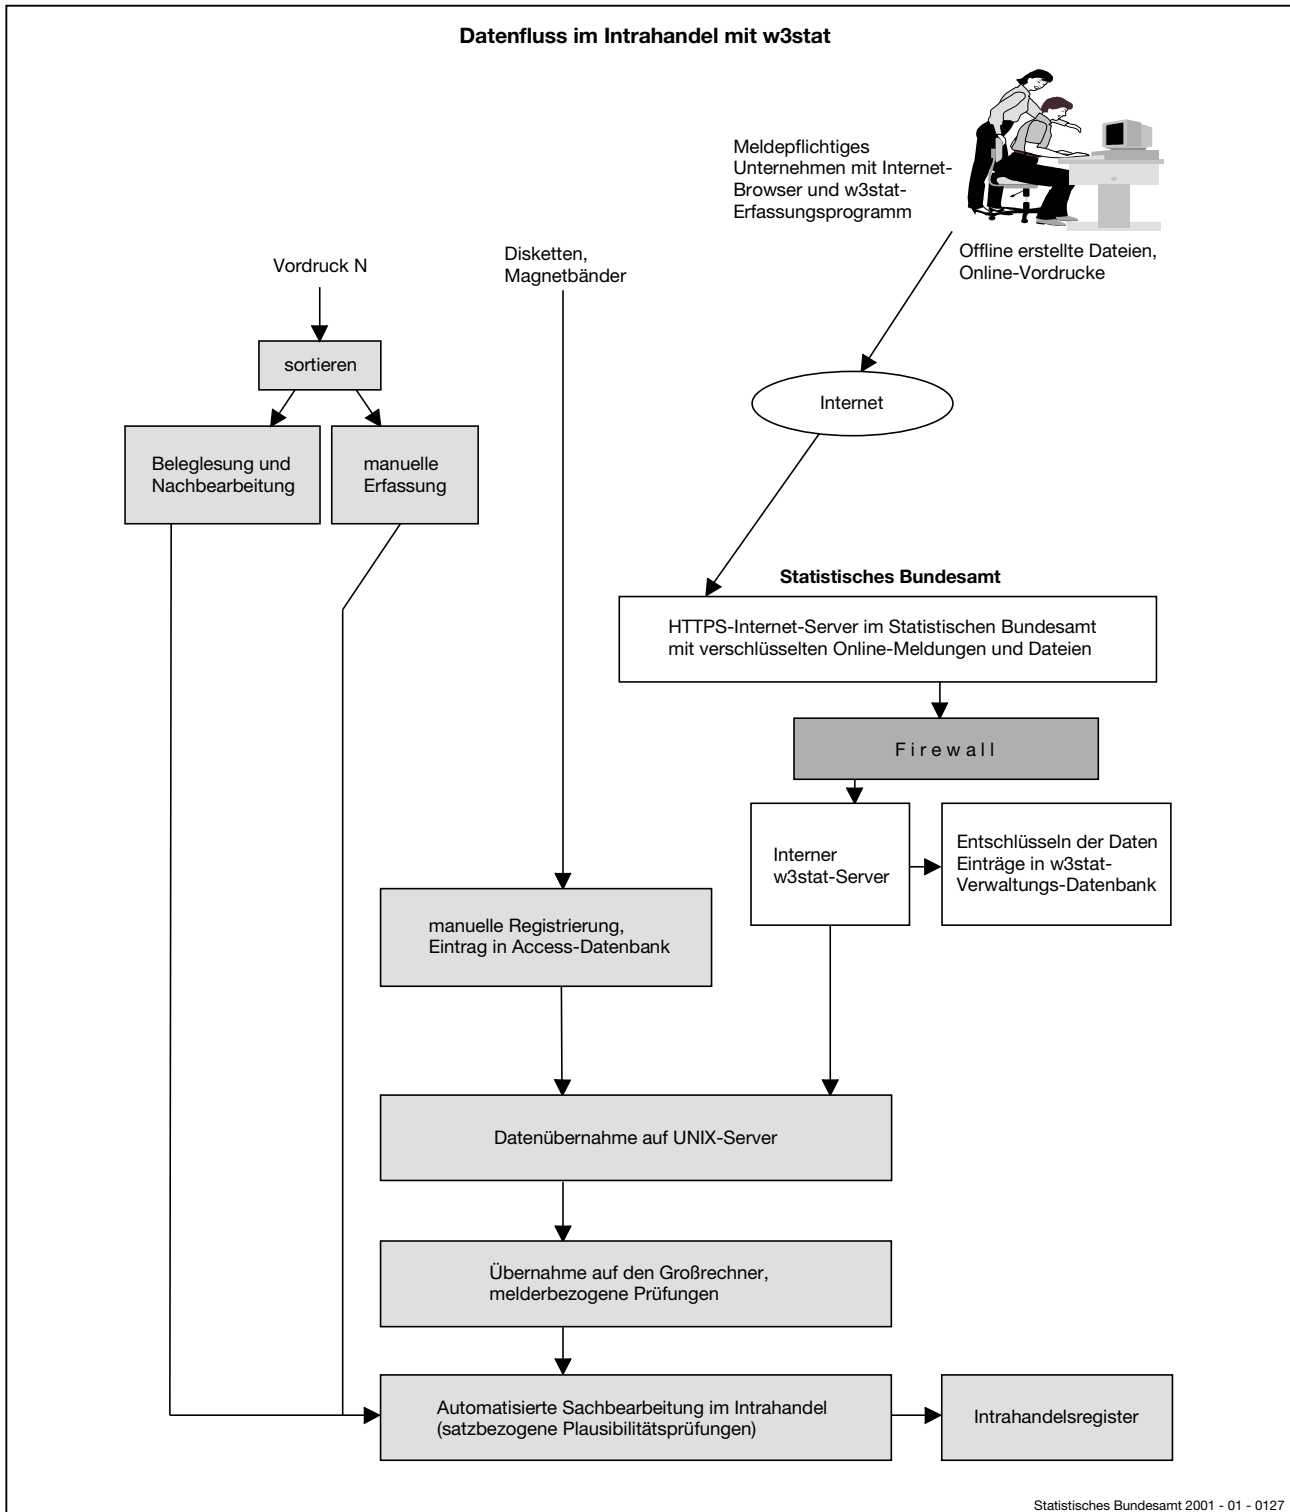 Datenfluss im Intrahandel mit w3stat
Meldepflichtiges
Unternehmen mit Internet-
Browser und w3stat-
Erfassungsprogramm
Offline erstellte Dateien,
Online-Vordrucke
Disketten,
Magnetbänder
Vordruck N
sortieren
Internet
Beleglesung und
Nachbearbeitung
manuelle
Erfassung
Statistisches Bundesamt
HTTPS-Internet-Server im Statistischen Bundesamt
mit verschlüsselten Online-Meldungen und Dateien
Firewall
Interner
w3stat-Server
Entschlüsseln der Daten
Einträge in w3stat-
Verwaltungs-Datenbank
manuelle Registrierung,
Eintrag in Access-Datenbank
Datenübernahme auf UNIX-Server
Übernahme auf den Großrechner,
melderbezogene Prüfungen
Automatisierte Sachbearbeitung im Intrahandel
(satzbezogene Plausibilitätsprüfungen)
Intrahandelsregister
Statistisches Bundesamt 2001 - 01 - 0127